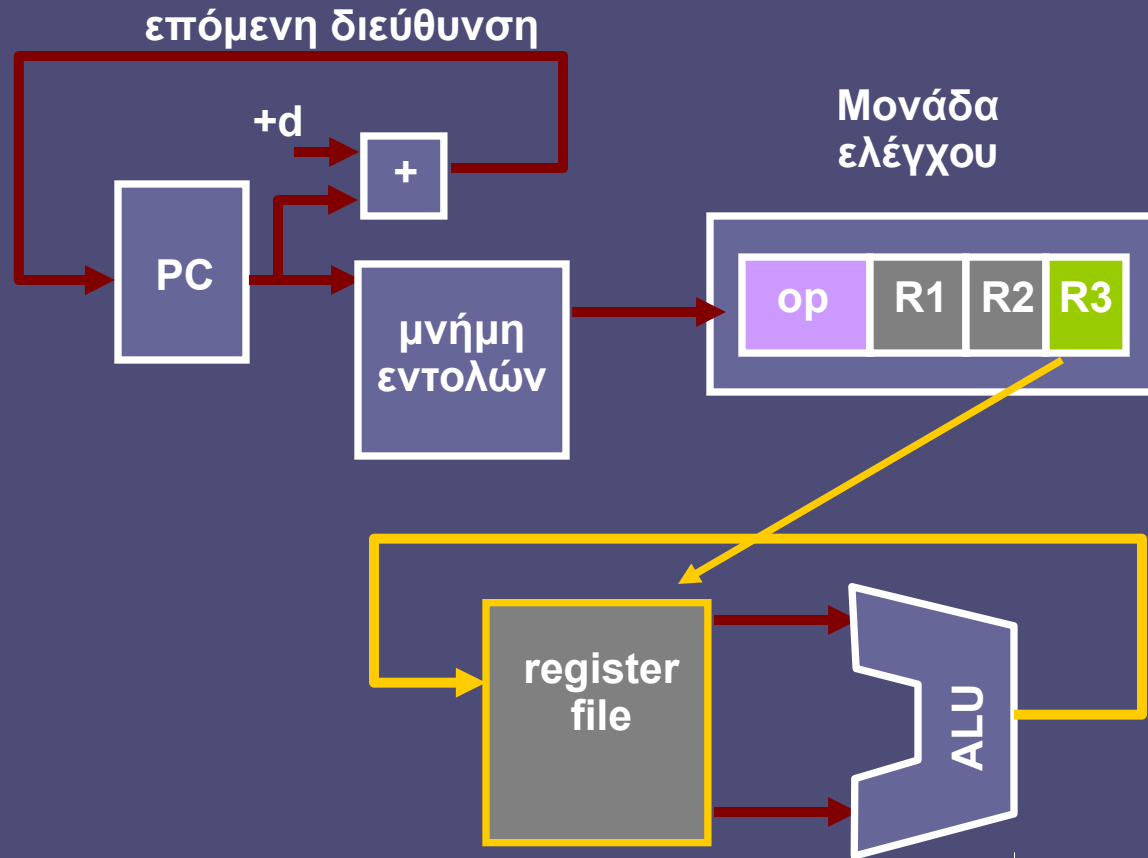 επόμενη διεύθυνση
+d
+
Μονάδα
ελέγχου
PC
μνήμη
εντολών
op R1 R2 R3
register
file
ALU